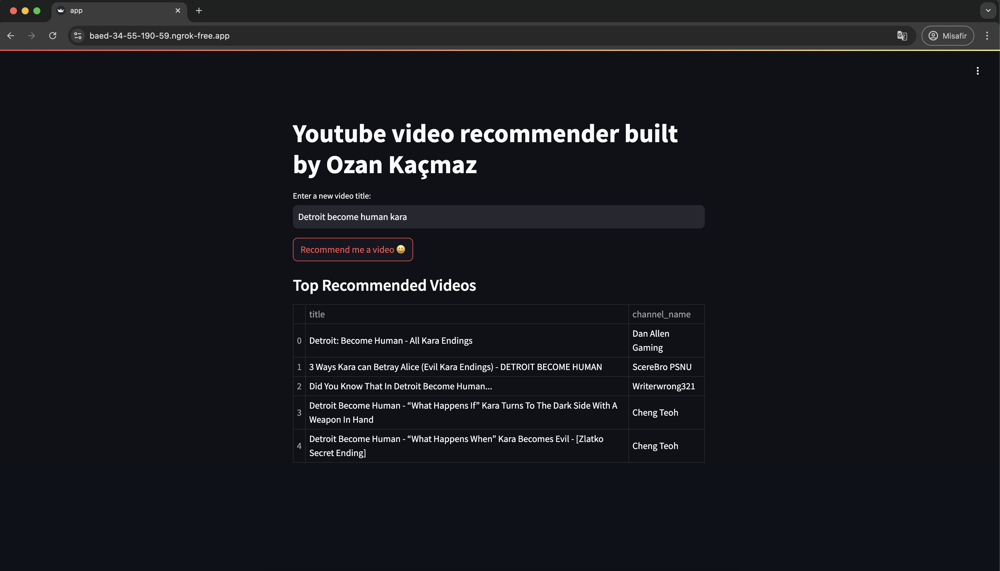 app
baed-34-55-190-59.ngrok-free.app
Misafir
Youtube video recommender built
by Ozan Kaçmaz
Enter a new video title:
Detroit become human kara
Recommend me a video 😀
Top Recommended Videos
title channel_name
0 Detroit: Become Human - All Kara Endings Dan Allen
Gaming
1 3 Ways Kara can Betray Alice (Evil Kara Endings) - DETROIT BECOME HUMAN ScereBro PSNU
2 Did You Know That In Detroit Become Human... Writerwrong321
3 Detroit Become Human - “What Happens If” Kara Turns To The Dark Side With A
Weapon In Hand Cheng Teoh
4 Detroit Become Human - “What Happens When” Kara Becomes Evil - [Zlatko
Secret Ending] Cheng Teoh